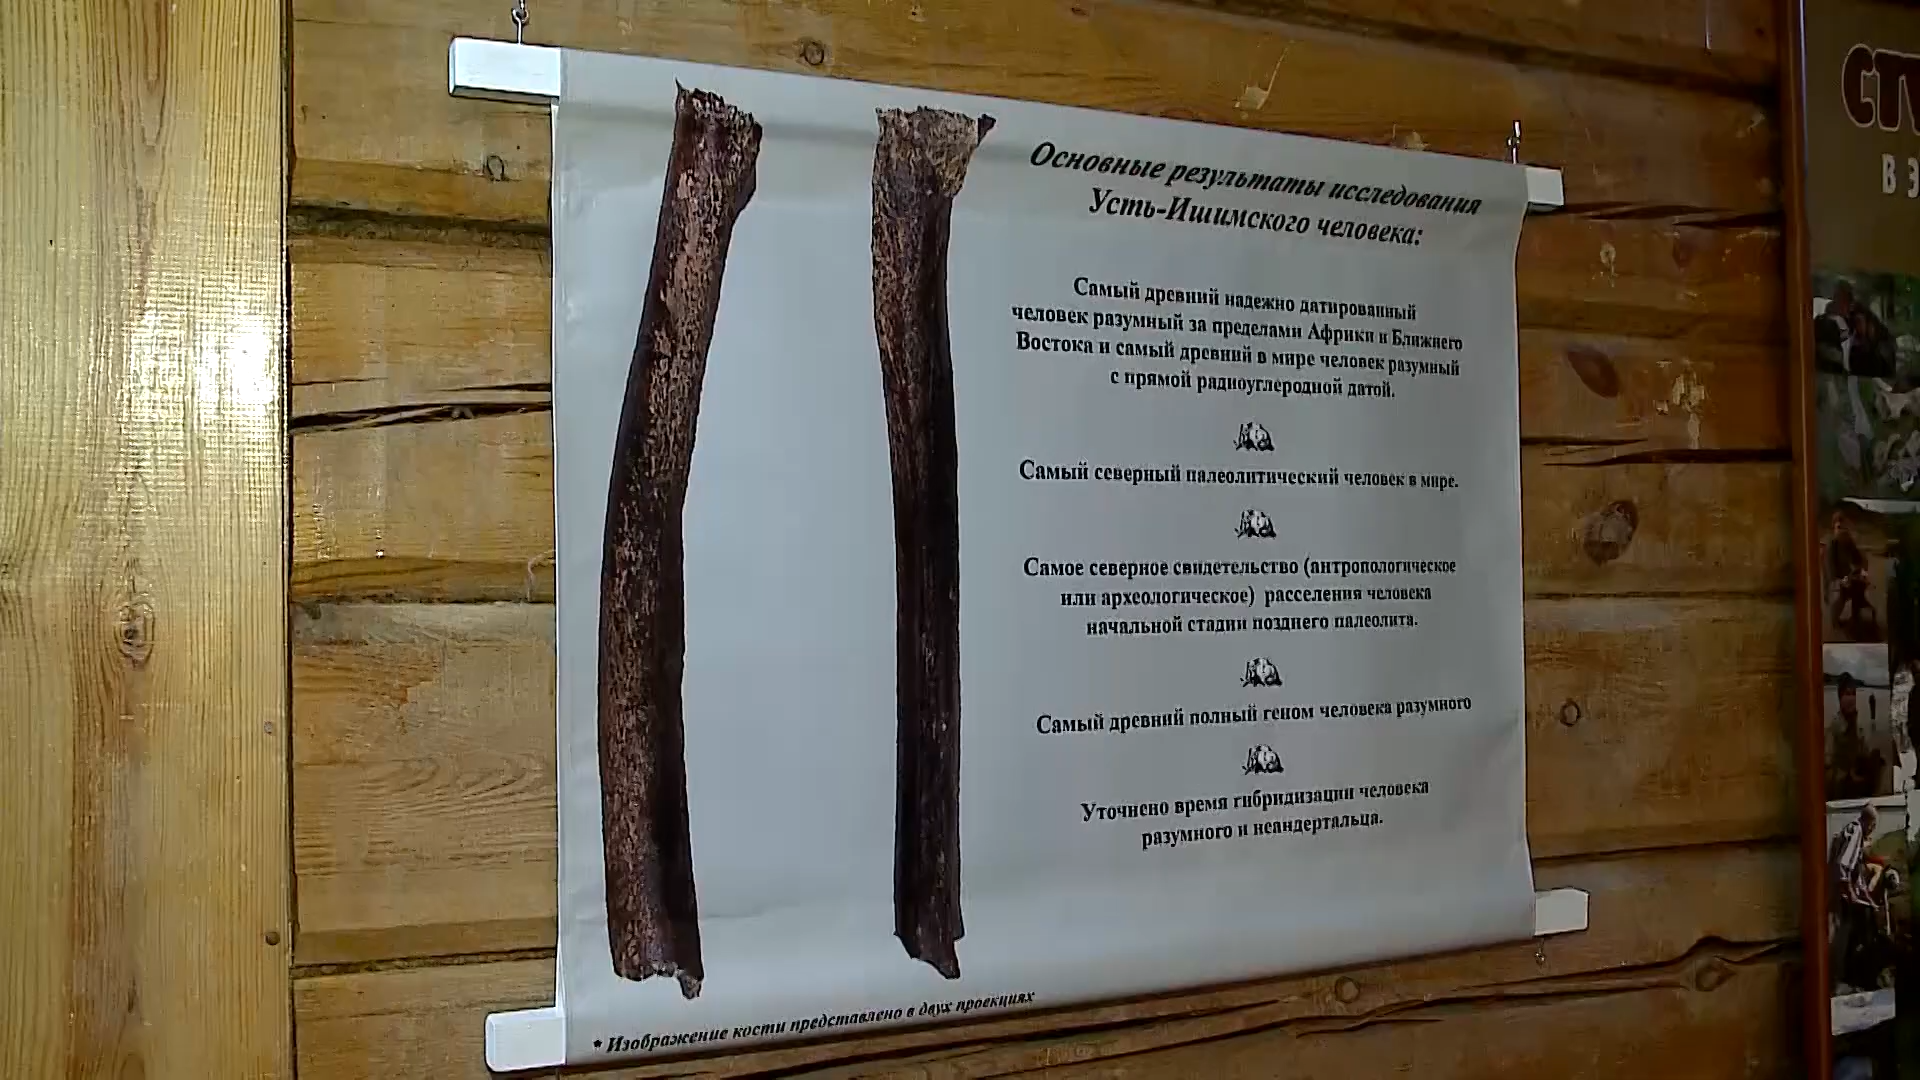 Основные результаты исследования
Усть-Ишимского человека:
Самый древний надежно датированный
человек разумный за пределами Африки и Ближнего
Востока и самый древний в мире человек разумный
с прямой радиоуглеродной датой.
Самый северный палеолитический человек в мире.
Самое северное свидетельство (антропологическое
или археологическое) расселения человека
начальной стадии позднего палеолита.
Самый древний полный геном человека разумного
Уточнено время гибридизации человека
разумного и неандертальца.
* Изображение кости представлено в двух проекциях